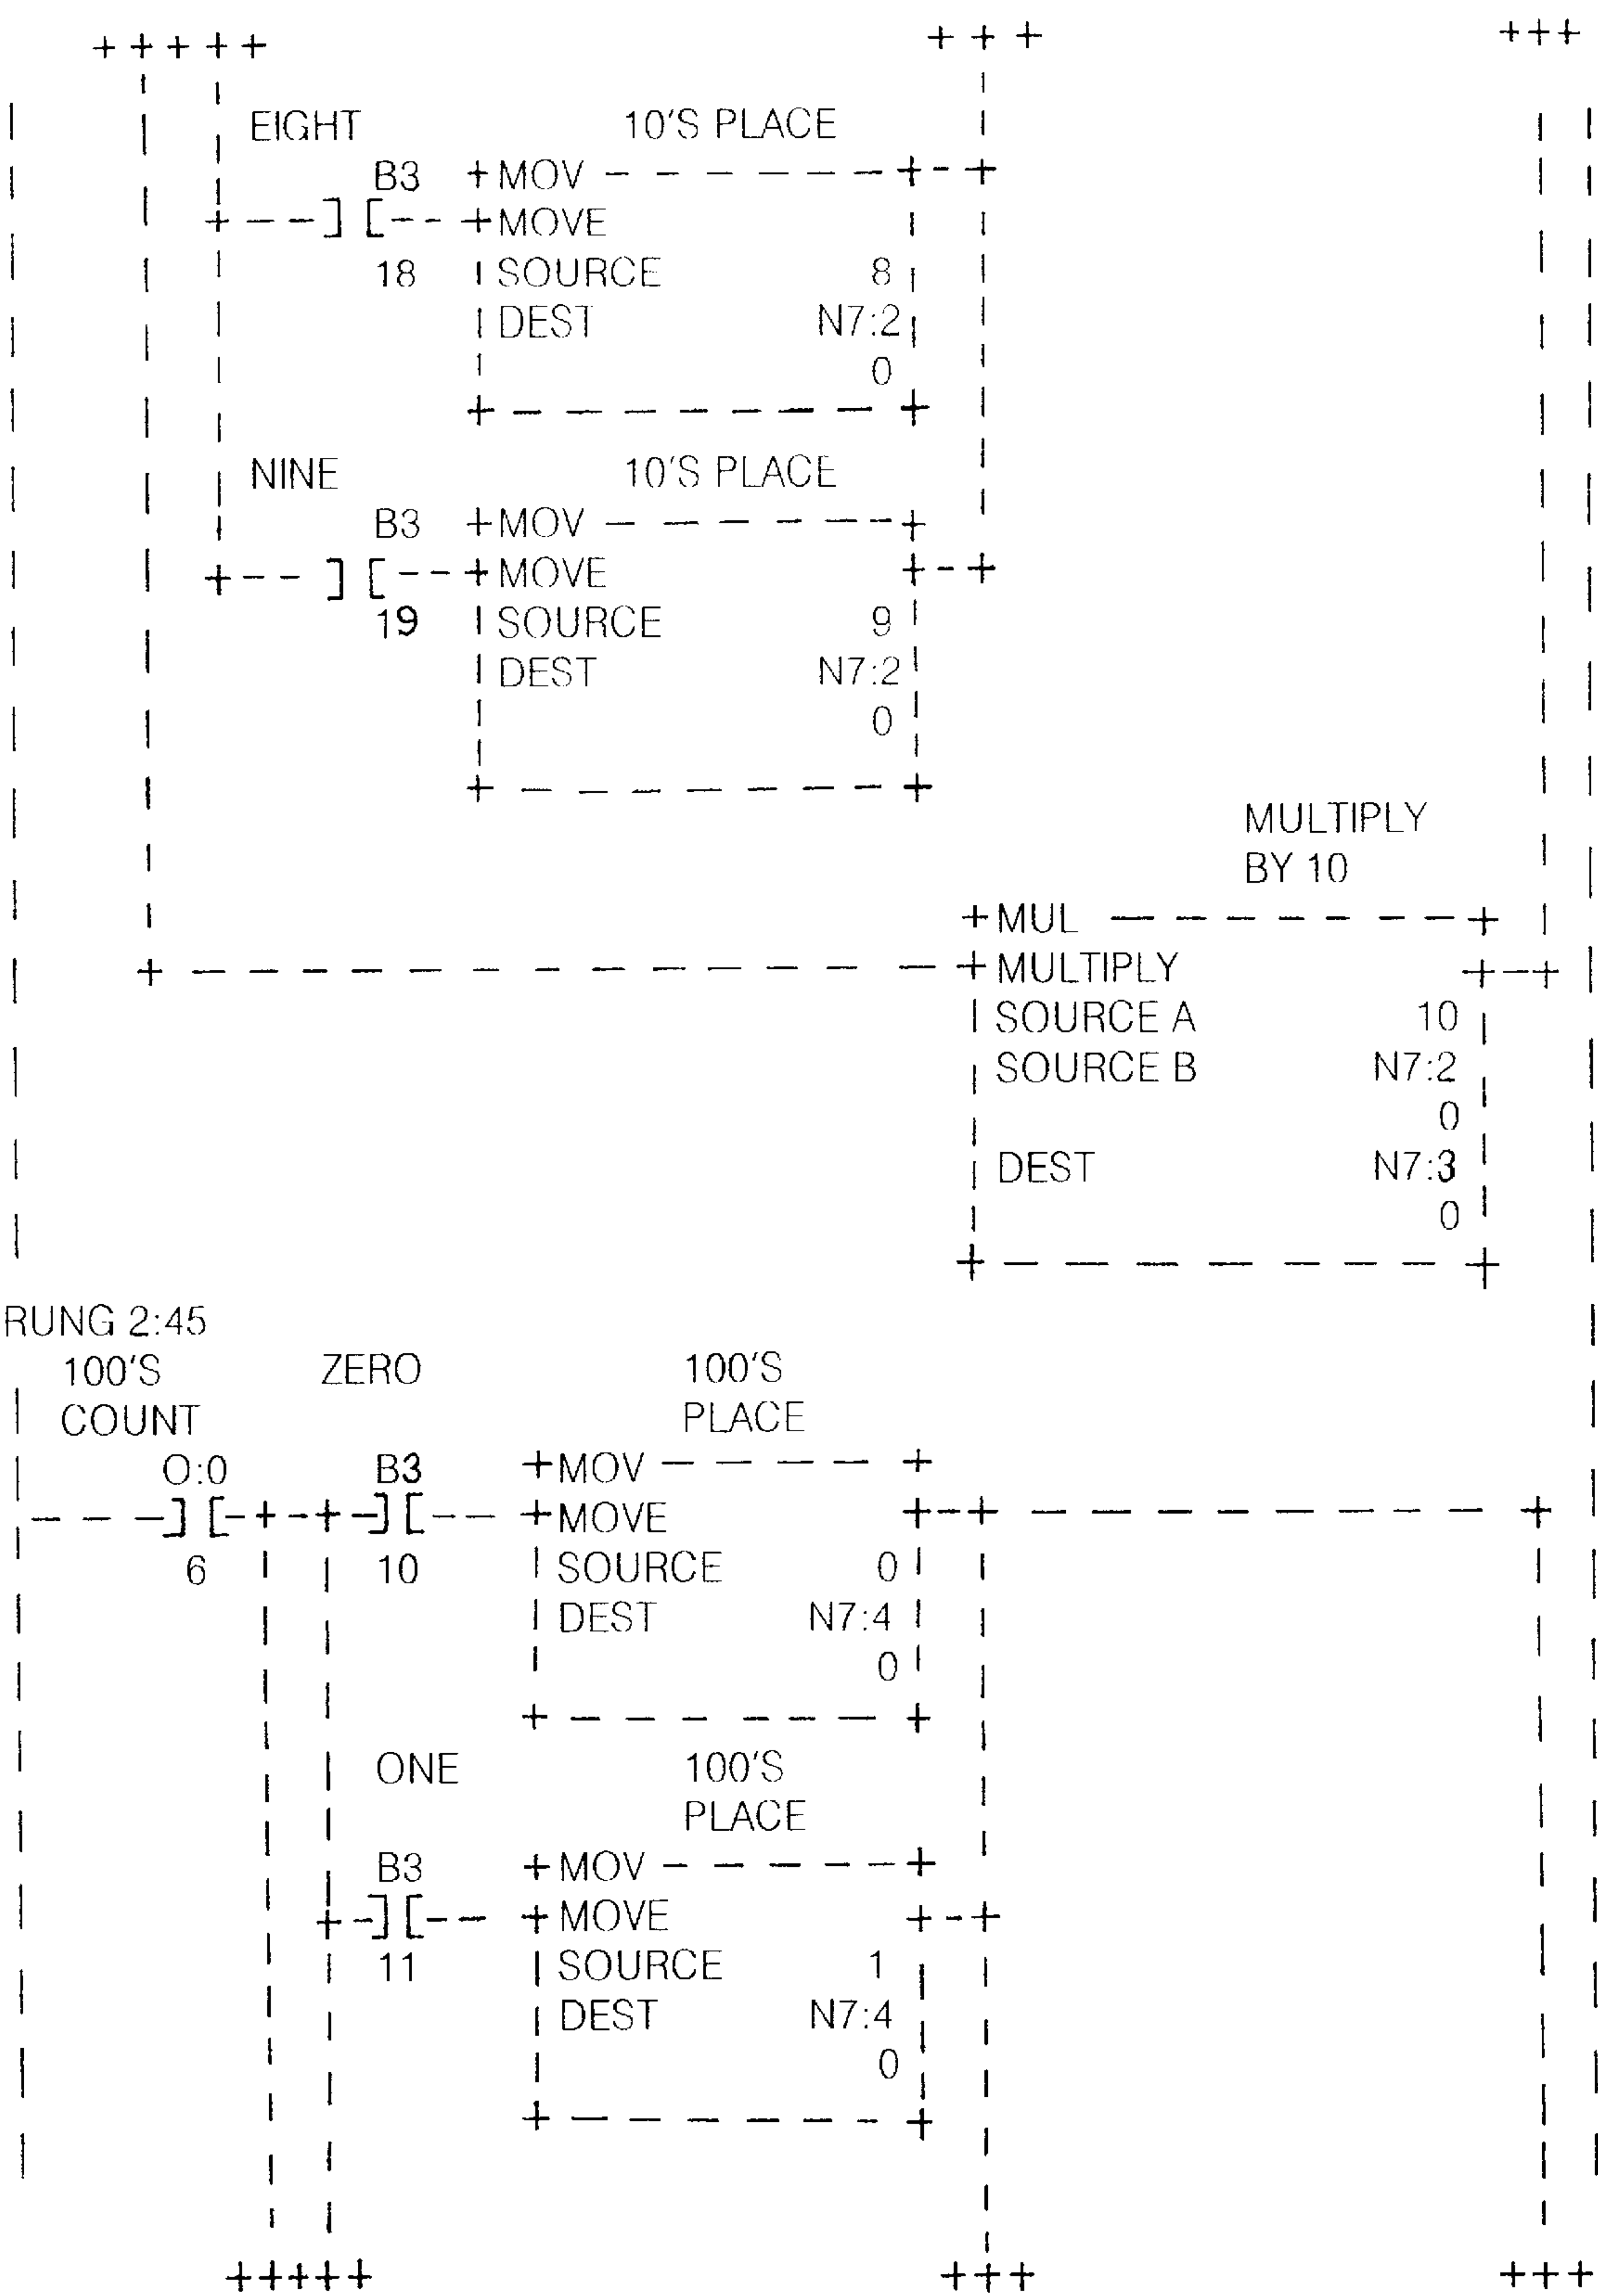 +++++ +++ +++
EIGHT 10'S PLACE
B3 +MOV - - - - - - - +--+
+ - - -] [- - - +MOVE
18 SOURCE 8
DEST N7:2
0
+ - - - - - - - +
NINE 10'S PLACE
B3 +MOV - - - - - - - +
+ - - - ] [ - - +MOVE +--+
19 SOURCE 9
DEST N7:2
0
+ - - - - - - - +
MULTIPLY
BY 10
+MUL - - - - - - - +
+ - - - - - - - - - - - - - +MULTIPLY +--+
SOURCE A 10
SOURCE B N7:2
0
DEST N7:3
0
+ - - - - - - - +
RUNG 2:45
100'S ZERO 100'S
COUNT PLACE
O:0 B3 +MOV - - - - - +
- - - -] [-+--+-] [- - - +MOVE +--+ - - - - - - - - - +
6 10 SOURCE 0
DEST N7:4
0
+ - - - - - - +
ONE 100'S
PLACE
B3 +MOV - - - - - - +
+-] [- - - +MOVE +--+
11 SOURCE 1
DEST N7:4
0
+ - - - - - - +
+++++ +++ +++